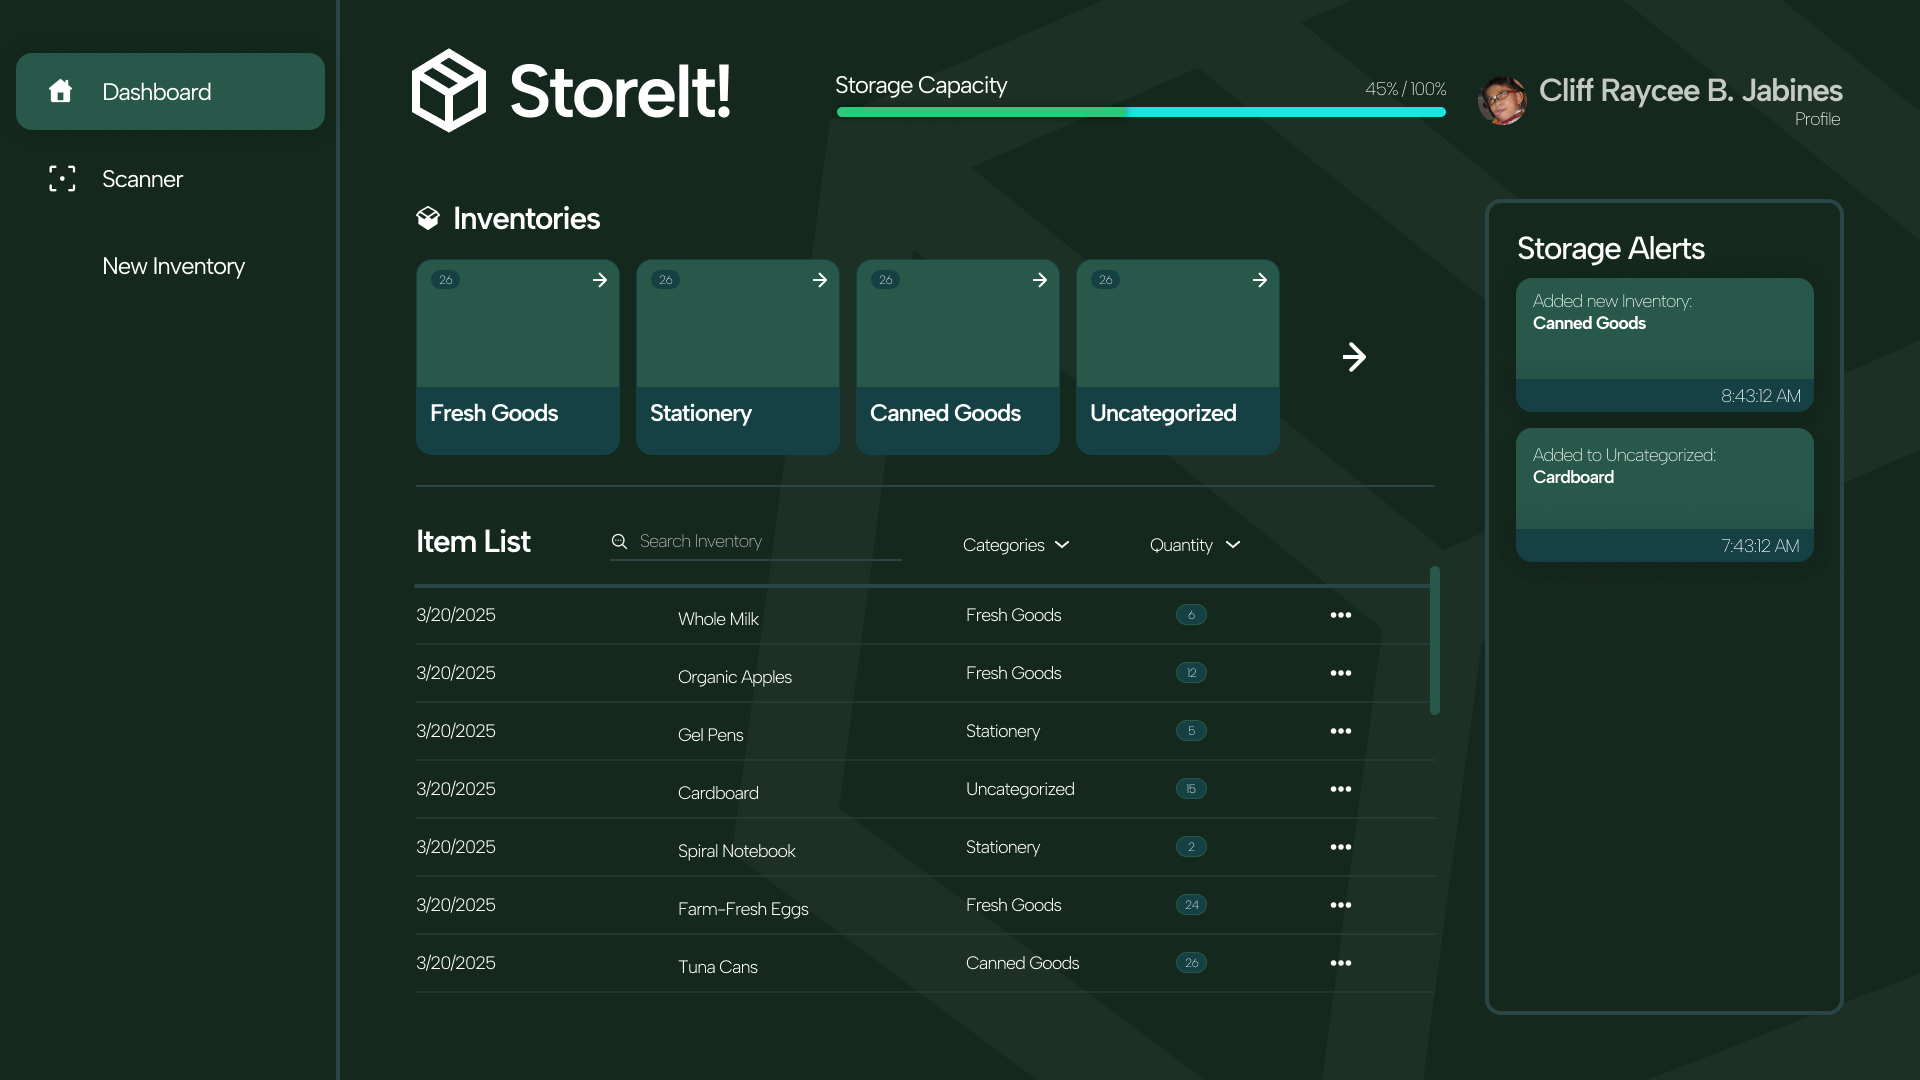 Dashboard
Scanner
New Inventory
StoreIt!
Storage Capacity
45% / 100%
Cliff Raycee B. Jabines
Profile
Inventories
26
Fresh Goods
26
Stationery
26
Canned Goods
26
Uncategorized
Item List
Search Inventory
Categories
Quantity
3/20/2025 Whole Milk Fresh Goods 6
3/20/2025 Organic Apples Fresh Goods 12
3/20/2025 Gel Pens Stationery 5
3/20/2025 Cardboard Uncategorized 15
3/20/2025 Spiral Notebook Stationery 2
3/20/2025 Farm-Fresh Eggs Fresh Goods 24
3/20/2025 Tuna Cans Canned Goods 26
Storage Alerts
Added new Inventory:
Canned Goods
8:43:12 AM
Added to Uncategorized:
Cardboard
7:43:12 AM